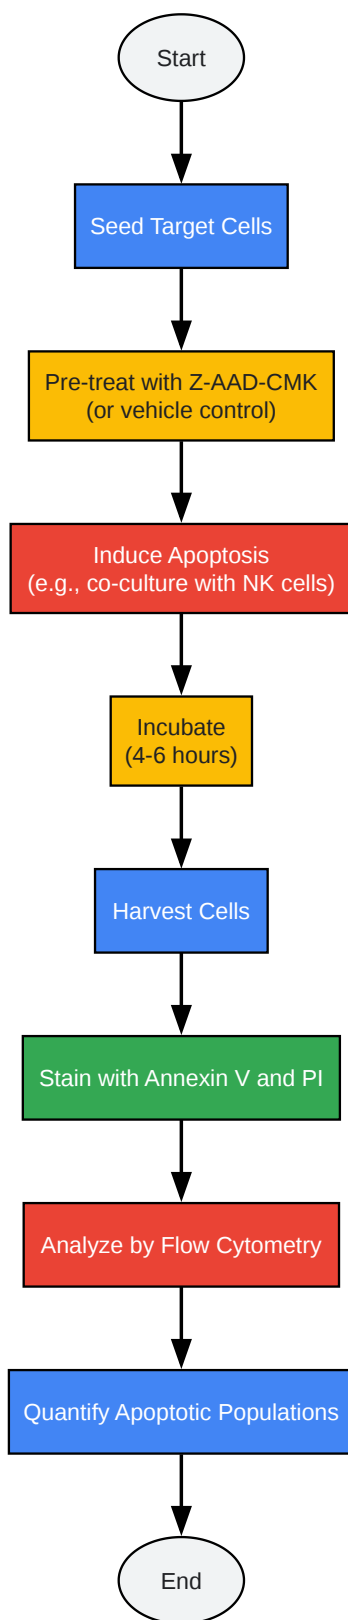 Start
Seed Target Cells
Pre-treat with Z-AAD-CMK
(or vehicle control)
Induce Apoptosis
(e.g., co-culture with NK cells)
Incubate
(4-6 hours)
Harvest Cells
Stain with Annexin V and PI
Analyze by Flow Cytometry
Quantify Apoptotic Populations
End